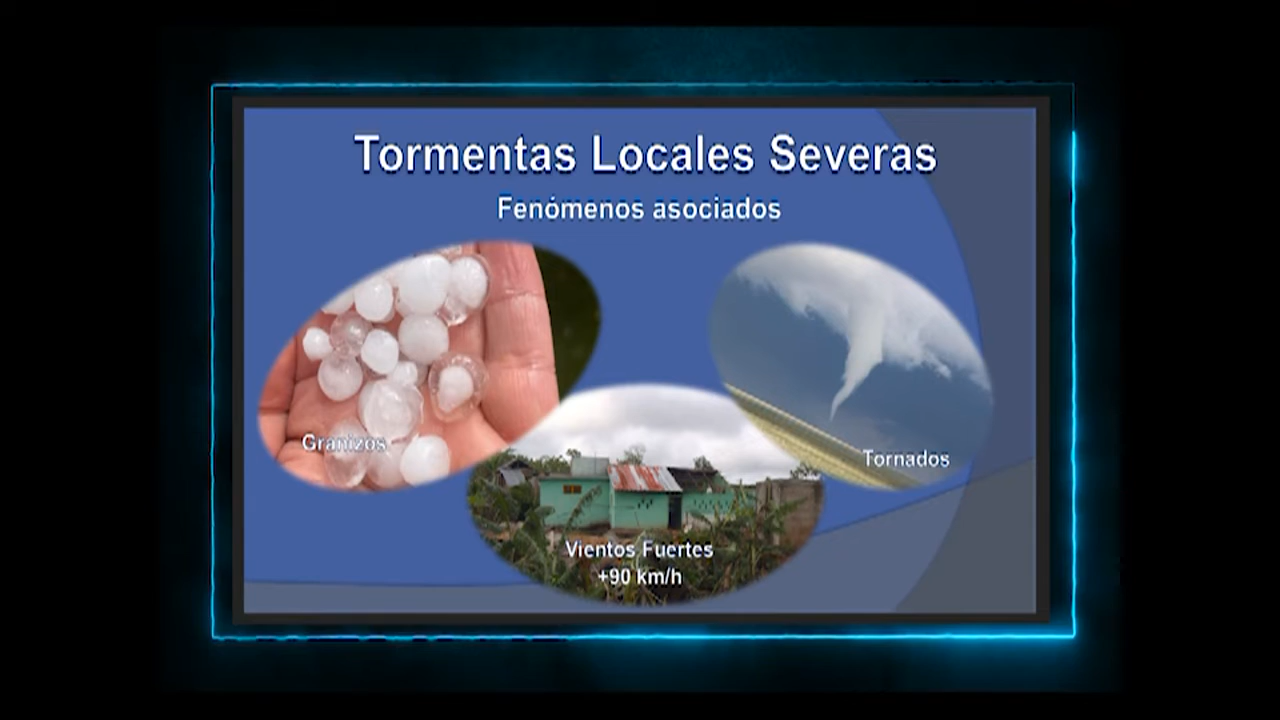 Tormentas Locales Severas
Fenómenos asociados
Granizos
Tornados
Vientos Fuertes
+90 km/h